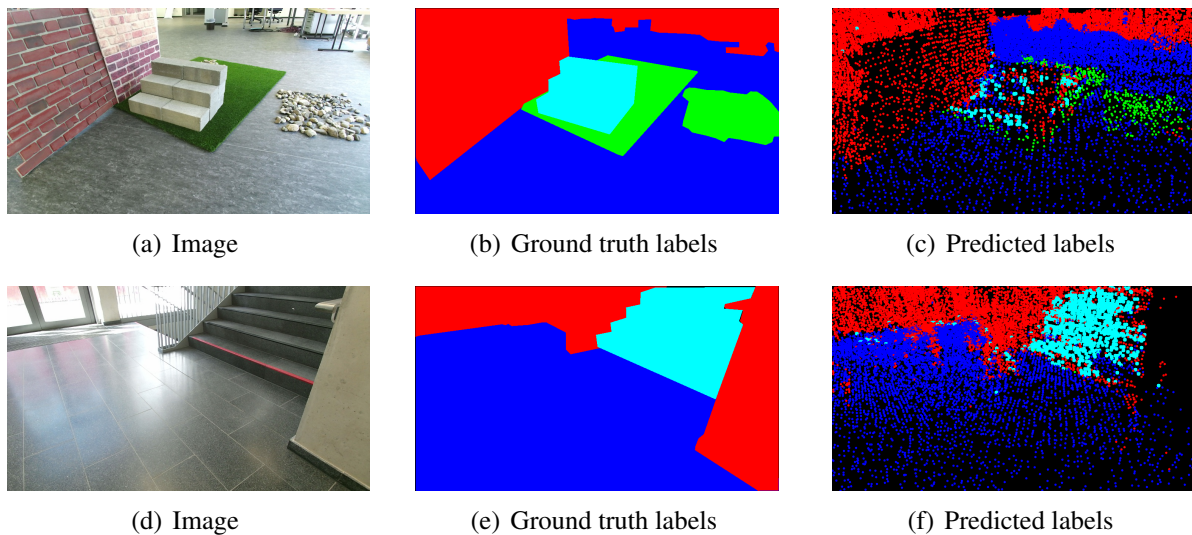 (a) Image
(b) Ground truth labels
(c) Predicted labels
(d) Image
(e) Ground truth labels
(f) Predicted labels